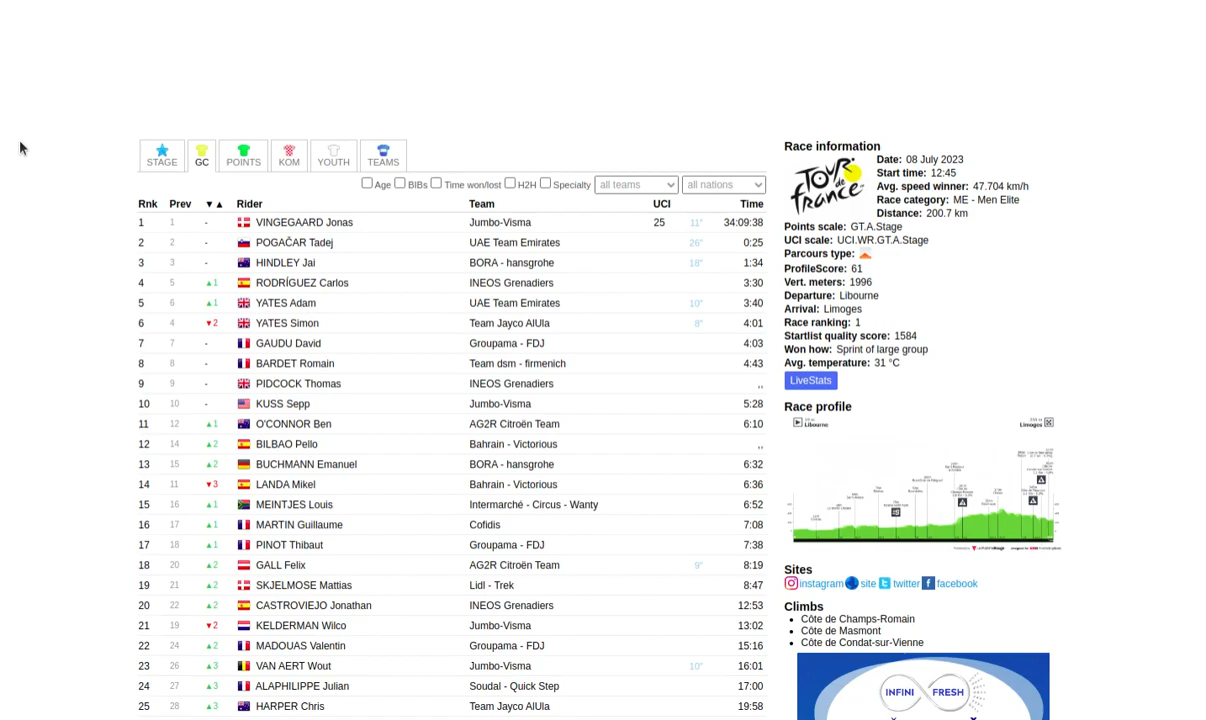 STAGE GC POINTS KOM YOUTH TEAMS
Age BIBs Time won/lost H2H Specialty all teams all nations
Rnk Prev ▼▲ Rider Team UCI Time
1 1 - VINGEGAARD Jonas Jumbo-Visma 25 11" 34:09:38
2 2 - POGAČAR Tadej UAE Team Emirates 26" 0:25
3 3 - HINDLEY Jai BORA - hansgrohe 18" 1:34
4 5 ▲1 RODRÍGUEZ Carlos INEOS Grenadiers 3:30
5 6 ▲1 YATES Adam UAE Team Emirates 10" 3:40
6 4 ▼2 YATES Simon Team Jayco AlUla 8" 4:01
7 7 - GAUDU David Groupama - FDJ 4:03
8 8 - BARDET Romain Team dsm - firmenich 4:43
9 9 - PIDCOCK Thomas INEOS Grenadiers ,,
10 10 - KUSS Sepp Jumbo-Visma 5:28
11 12 ▲1 O'CONNOR Ben AG2R Citroën Team 6:10
12 14 ▲2 BILBAO Pello Bahrain - Victorious ,,
13 15 ▲2 BUCHMANN Emanuel BORA - hansgrohe 6:32
14 11 ▼3 LANDA Mikel Bahrain - Victorious 6:36
15 16 ▲1 MEINTJES Louis Intermarché - Circus - Wanty 6:52
16 17 ▲1 MARTIN Guillaume Cofidis 7:08
17 18 ▲1 PINOT Thibaut Groupama - FDJ 7:38
18 20 ▲2 GALL Felix AG2R Citroën Team 9" 8:19
19 21 ▲2 SKJELMOSE Mattias Lidl - Trek 8:47
20 22 ▲2 CASTROVIEJO Jonathan INEOS Grenadiers 12:53
21 19 ▼2 KELDERMAN Wilco Jumbo-Visma 13:02
22 24 ▲2 MADOUAS Valentin Groupama - FDJ 15:16
23 26 ▲3 VAN AERT Wout Jumbo-Visma 10" 16:01
24 27 ▲3 ALAPHILIPPE Julian Soudal - Quick Step 17:00
25 28 ▲3 HARPER Chris Team Jayco AlUla 19:58
Race information
TOUR de france
Date: 08 July 2023
Start time: 12:45
Avg. speed winner: 47.704 km/h
Race category: ME - Men Elite
Distance: 200.7 km
Points scale: GT.A.Stage
UCI scale: UCI.WR.GT.A.Stage
Parcours type:
ProfileScore: 61
Vert. meters: 1996
Departure: Libourne
Arrival: Limoges
Race ranking: 1
Startlist quality score: 1584
Won how: Sprint of large group
Avg. temperature: 31 °C
LiveStats
Race profile
Libourne Limoges
Sites
instagram site twitter facebook
Climbs
• Côte de Champs-Romain
• Côte de Masmont
• Côte de Condat-sur-Vienne
INFINI FRESH